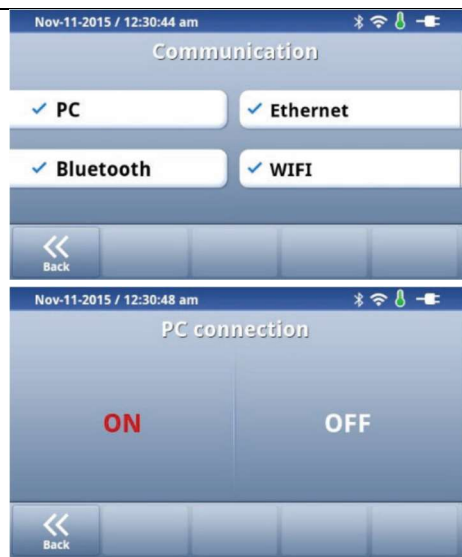 Nov-11-2015 / 12:30:44 am
Communication
PC
Ethernet
Bluetooth
WIFI
Back
Nov-11-2015 / 12:30:48 am
PC connection
ON
OFF
Back